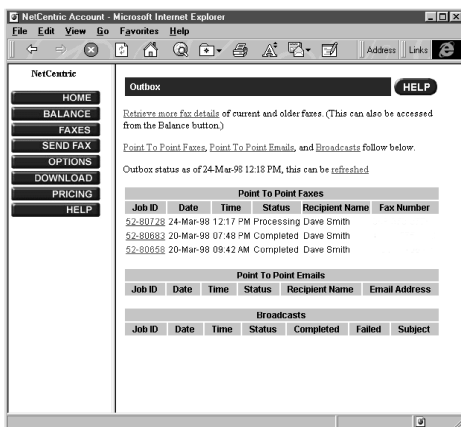 NetCentric Account - Microsoft Internet Explorer
File Edit View Go Favorites Help
Address Links
NetCentric
HOME
BALANCE
FAXES
SEND FAX
OPTIONS
DOWNLOAD
PRICING
HELP
Outbox
HELP
Retrieve more fax details of current and older faxes. (This can also be accessed
from the Balance button.)
Point To Point Faxes, Point To Point Emails, and Broadcasts follow below.
Outbox status as of 24-Mar-98 12:18 PM, this can be refreshed
Point To Point Faxes
Job ID Date Time Status Recipient Name Fax Number
52-80728 24-Mar-98 12:17 PM Processing Dave Smith
52-80683 20-Mar-98 07:48 PM Completed Dave Smith
52-80658 20-Mar-98 09:42 AM Completed Dave Smith
Point To Point Emails
Job ID Date Time Status Recipient Name Email Address
Broadcasts
Job ID Date Time Status Completed Failed Subject